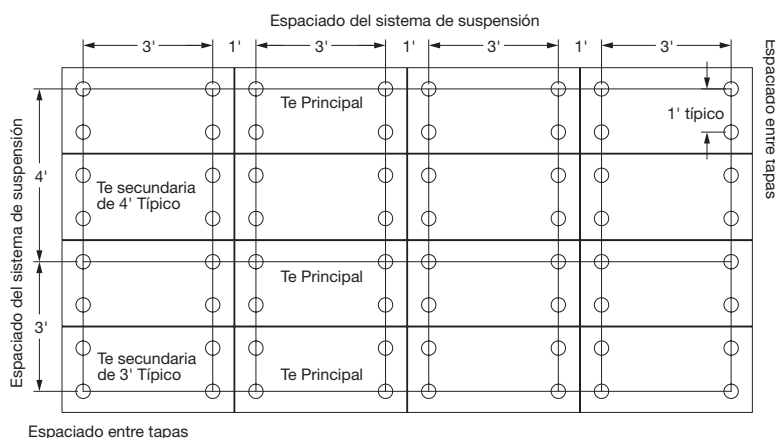 Espaciado del sistema de suspensión
3' 1' 3' 1' 3' 1' 3'
Espaciado entre tapas
Te Principal
1' típico
Espaciado del sistema de suspensión
4'
Te secundaria
de 4' Típico
Te Principal
3'
Te secundaria
de 3' Típico
Te Principal
Espaciado entre tapas